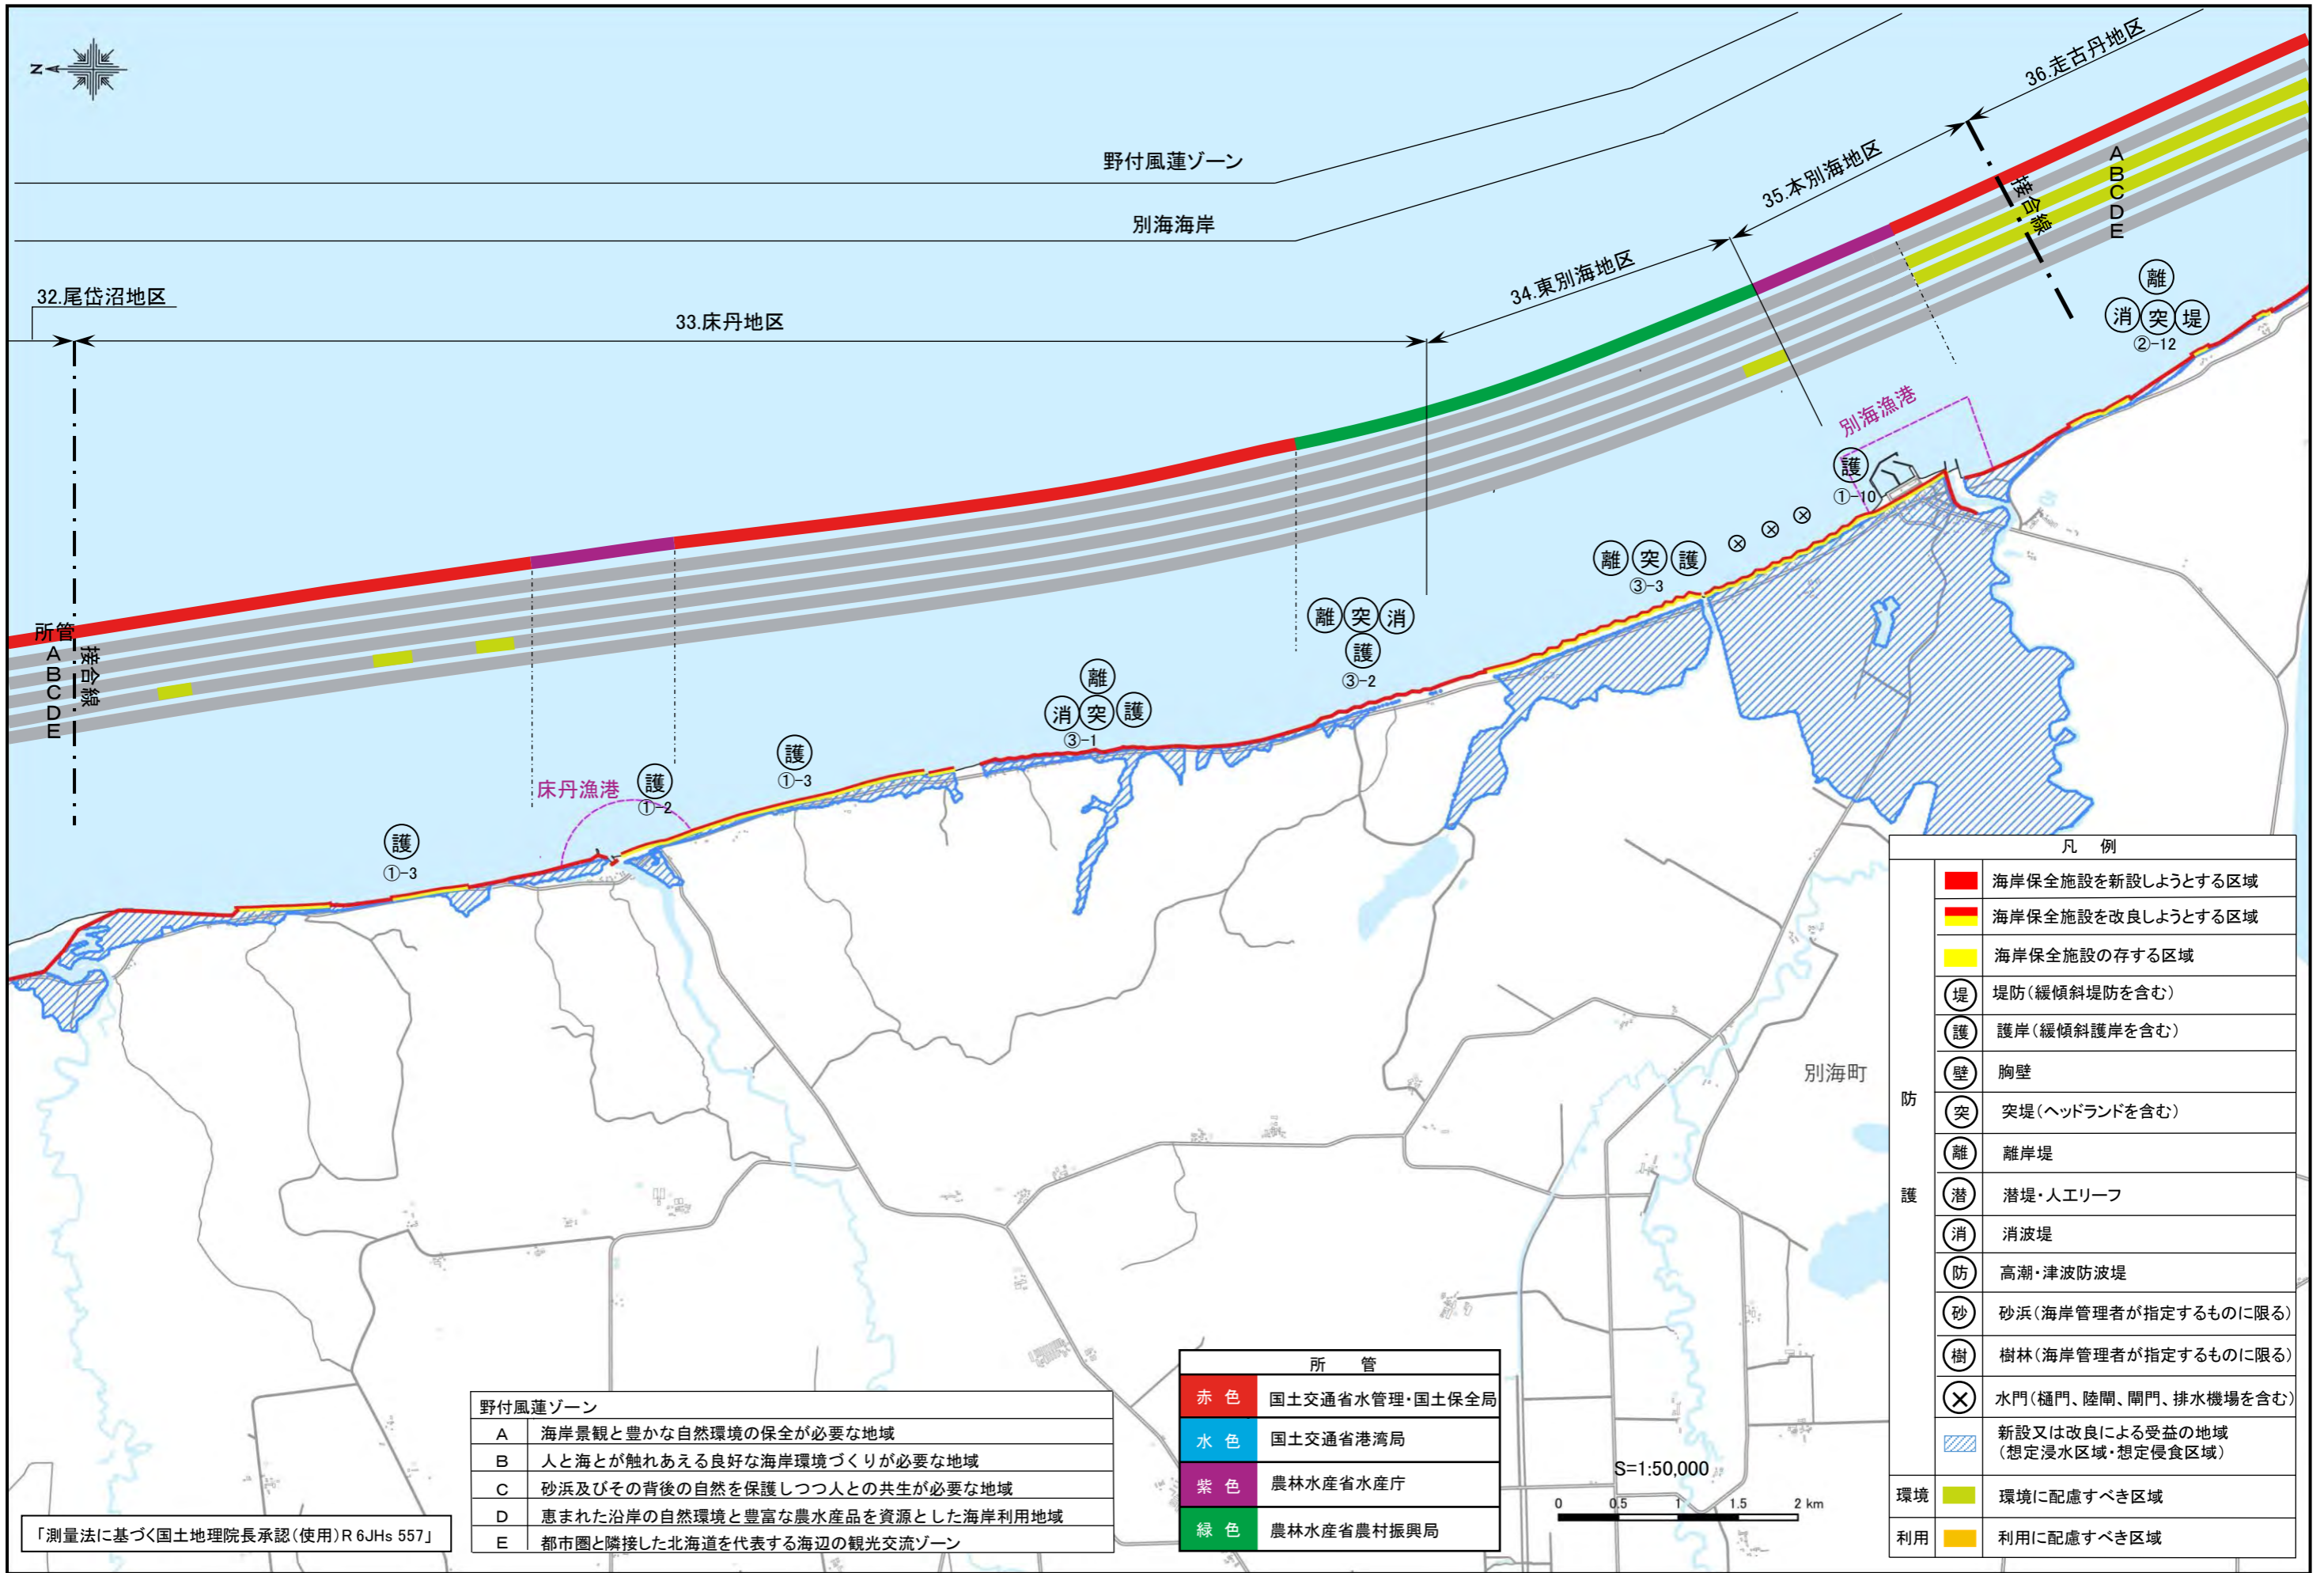 N
野付風蓮ゾーン
別海海岸
32.尾岱沼地区
33.床丹地区
34.東別海地区
35.本別海地区
36.走古丹地区
接合線
A
B
C
D
E
所管
A
B
C
D
E
接合線
離
消 突 堤
②-12
別海漁港
護
①-10
離 突 護
③-3
離 突 消
護
③-2
離
消 突 護
③-1
護
①-3
床丹漁港
護
①-2
護
①-3
別海町
凡 例
防護
海岸保全施設を新設しようとする区域
海岸保全施設を改良しようとする区域
海岸保全施設の存する区域
堤 堤防(緩傾斜堤防を含む)
護 護岸(緩傾斜護岸を含む)
壁 胸壁
突 突堤(ヘッドランドを含む)
離 離岸堤
潜 潜堤・人工リーフ
消 消波堤
防 高潮・津波防波堤
砂 砂浜(海岸管理者が指定するものに限る)
樹 樹林(海岸管理者が指定するものに限る)
水門(樋門、陸閘、閘門、排水機場を含む)
新設又は改良による受益の地域
(想定浸水区域・想定侵食区域)
環境 環境に配慮すべき区域
利用 利用に配慮すべき区域
所 管
赤 色 国土交通省水管理・国土保全局
水 色 国土交通省港湾局
紫 色 農林水産省水産庁
緑 色 農林水産省農村振興局
S=1:50,000
0 0.5 1 1.5 2 km
野付風蓮ゾーン
A 海岸景観と豊かな自然環境の保全が必要な地域
B 人と海とが触れあえる良好な海岸環境づくりが必要な地域
C 砂浜及びその背後の自然を保護しつつ人との共生が必要な地域
D 恵まれた沿岸の自然環境と豊富な農水産品を資源とした海岸利用地域
E 都市圏と隣接した北海道を代表する海辺の観光交流ゾーン
「測量法に基づく国土地理院長承認(使用)R 6JHs 557」